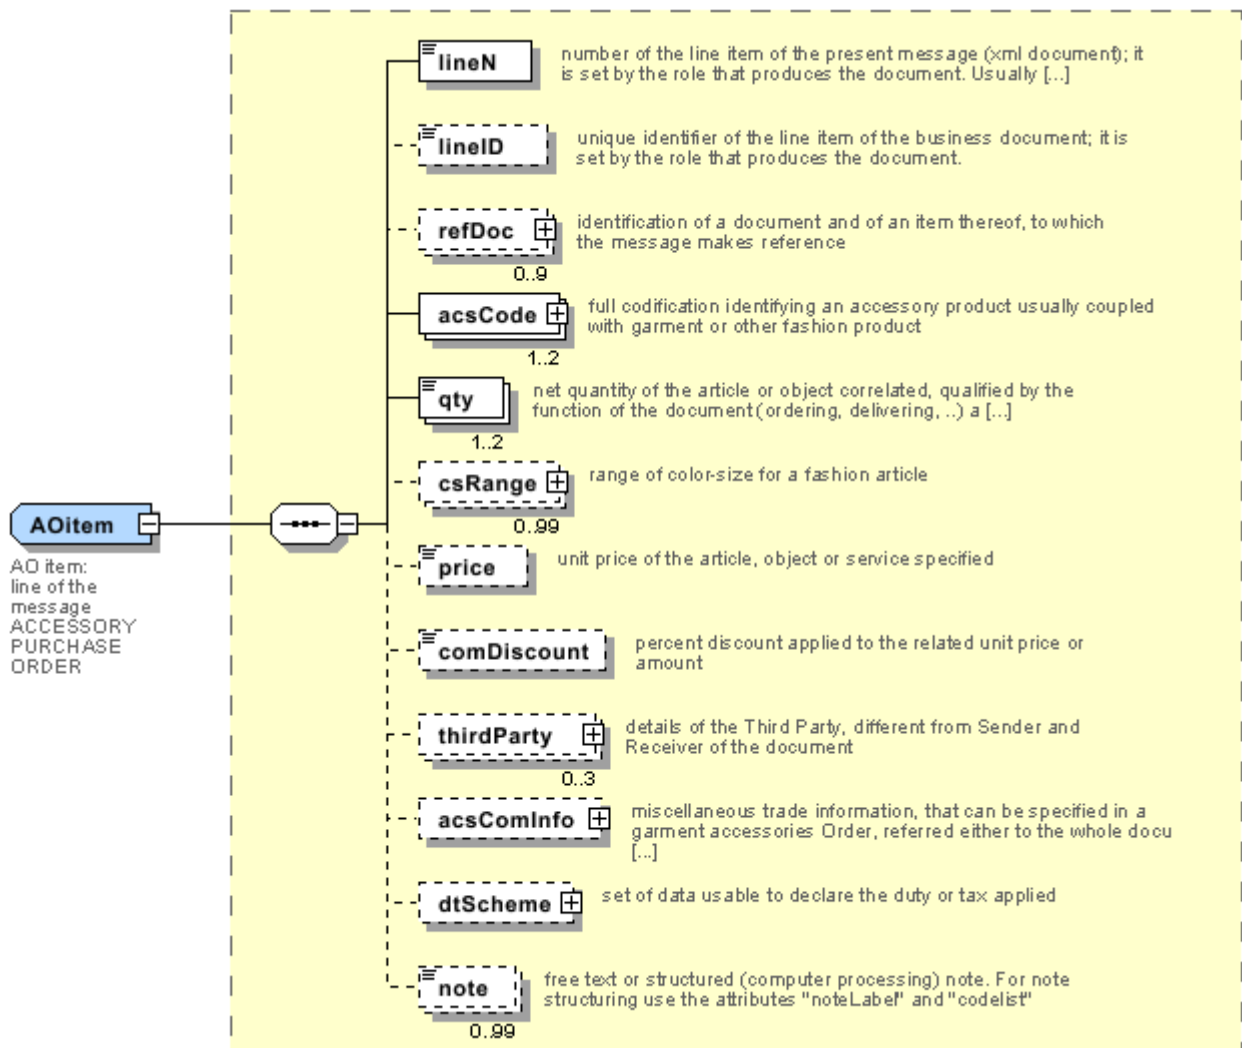 lineN
number of the line item of the present message (xml document); it
is set by the role that produces the document. Usually [...]
lineID
unique identifier of the line item of the business document; it is
set by the role that produces the document.
refDoc
identification of a document and of an item thereof, to which
the message makes reference
0..9
acsCode
full codification identifying an accessory product usually coupled
with garment or other fashion product
1..2
qty
net quantity of the article or object correlated, qualified by the
function of the document (ordering, delivering, ..) a [...]
1..2
csRange
range of color-size for a fashion article
0..99
AOitem
AO item:
line of the
message
ACCESSORY
PURCHASE
ORDER
price
unit price of the article, object or service specified
comDiscount
percent discount applied to the related unit price or
amount
thirdParty
details of the Third Party, different from Sender and
Receiver of the document
0..3
acsComInfo
miscellaneous trade information, that can be specified in a
garment accessories Order, referred either to the whole docu
[...]
dtScheme
set of data usable to declare the duty or tax applied
note
free text or structured (computer processing) note. For note
structuring use the attributes "noteLabel" and "codelist"
0..99